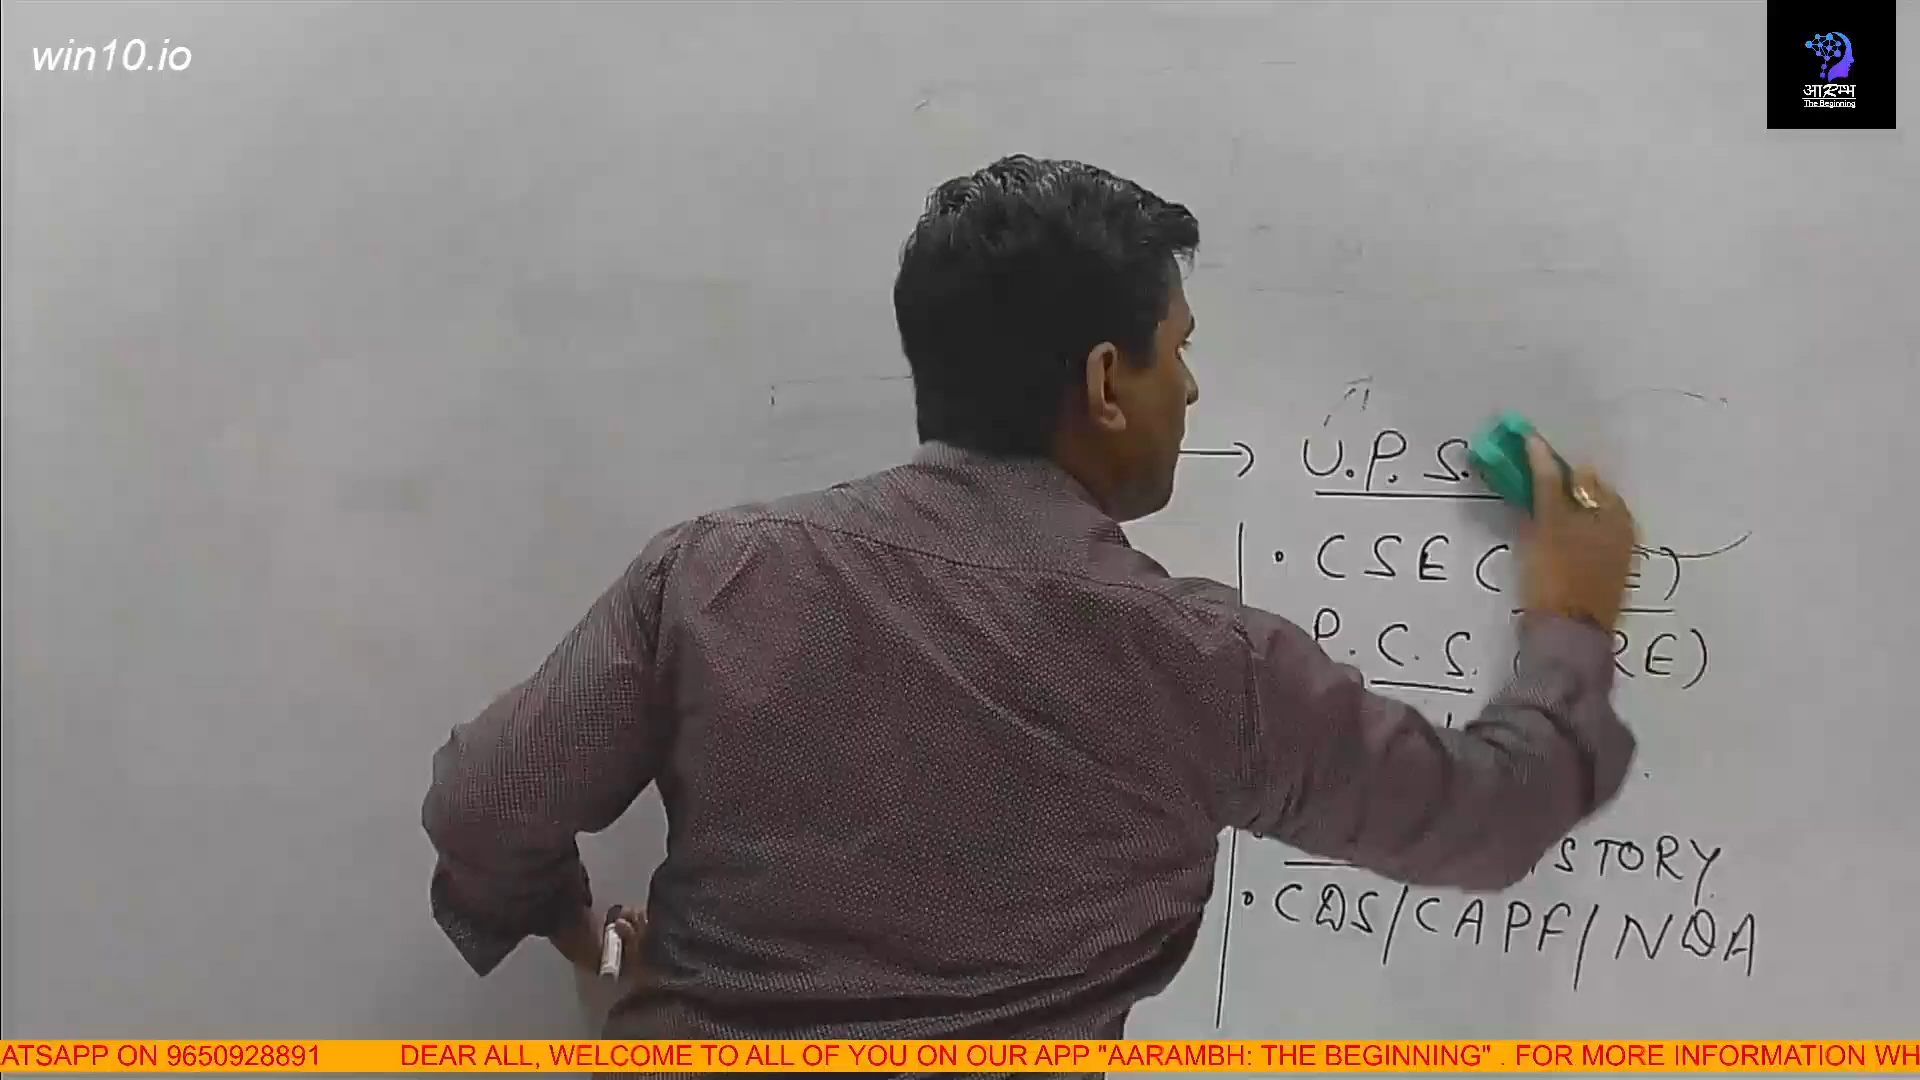 win10.io
आरम्भ
The Beginning
U.P.S.
• CSE (E)
P.C.S. (RE)
STORY
• CDS/CAPF/NDA
ATSAPP ON 9650928891 DEAR ALL, WELCOME TO ALL OF YOU ON OUR APP "AARAMBH: THE BEGINNING" . FOR MORE INFORMATION WH